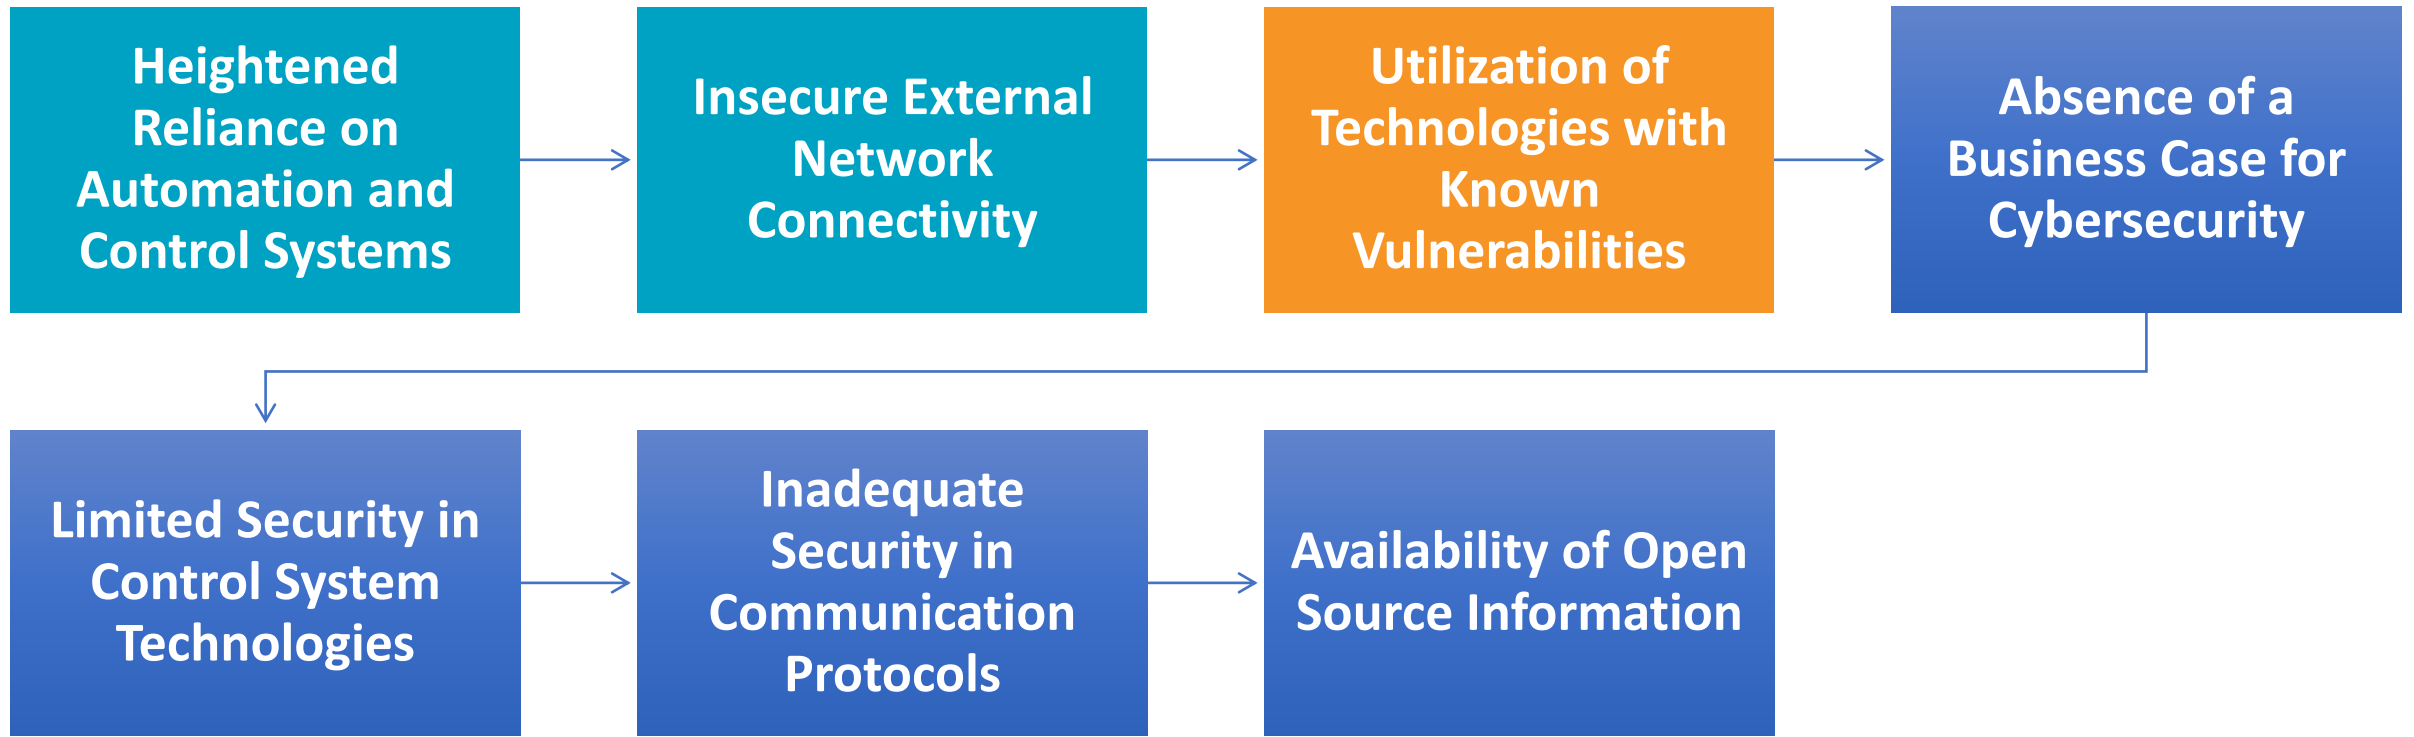 Heightened
Reliance on
Automation and
Control Systems
Insecure External
Network
Connectivity
Utilization of
Technologies with
Known
Vulnerabilities
Absence of a
Business Case for
Cybersecurity
Limited Security in
Control System
Technologies
Inadequate
Security in
Communication
Protocols
Availability of Open
Source Information